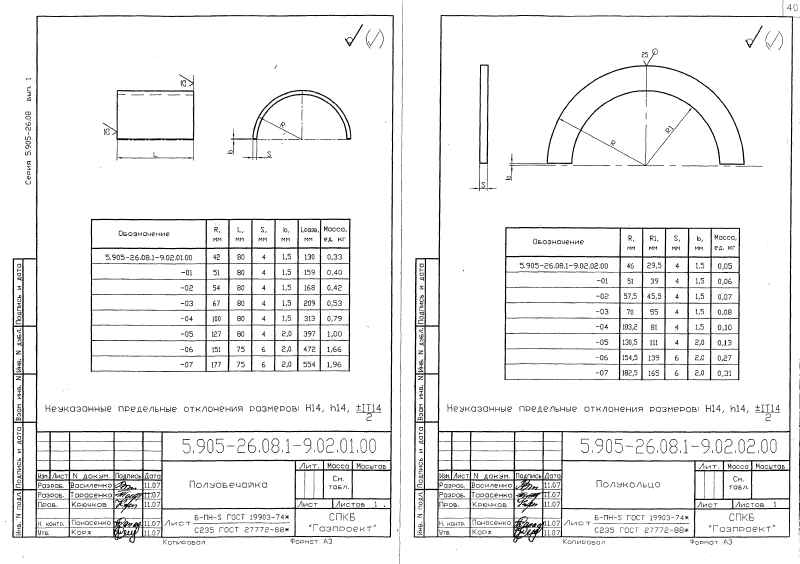 40
Серия 5.905-26.08 вып. 1
25
25
R
L
b
S
Обозначение R, мм L, мм S, мм b, мм Lразв, мм Масса, ед. кг
5.905-26.08.1-9.02.01.00 42 80 4 1,5 130 0,33
-01 51 80 4 1,5 159 0,40
-02 54 80 4 1,5 168 0,42
-03 67 80 4 1,5 209 0,53
-04 100 80 4 1,5 313 0,79
-05 127 80 4 2,0 397 1,00
-06 151 75 6 2,0 472 1,66
-07 177 75 6 2,0 554 1,96
Неуказанные предельные отклонения размеров: H14, h14, ±IT14
2
Подпись и дата
Инв. N дубл.
Взам инв. N
Подпись и дата
Инв. N подл.
5.905-26.08.1-9.02.01.00
Изм. Лист N докум. Подпись Дата
Разраб. Василенко 11.07
Разраб. Тарасенко 11.07
Пров. Крючков 11.07
Н. контр. Панасенко 11.07
Утв. Корж 11.07
Полуобечайка
Лит. Масса Масштаб
См. табл.
Лист Листов 1
Лист Б-ПН-S ГОСТ 19903-74*
С235 ГОСТ 27772-88*
СПКБ
"Газпроект"
Копировал Формат А3
25
R
R1
b
S
Обозначение R, мм R1, мм S, мм b, мм Масса, ед. кг
5.905-26.08.1-9.02.02.00 46 29,5 4 1,5 0,05
-01 51 39 4 1,5 0,06
-02 57,5 45,5 4 1,5 0,07
-03 70 55 4 1,5 0,08
-04 103,2 81 4 1,5 0,10
-05 130,5 111 4 2,0 0,13
-06 154,5 139 6 2,0 0,27
-07 182,5 165 6 2,0 0,31
Неуказанные предельные отклонения размеров: H14, h14, ±IT14
2
Подпись и дата
Инв. N дубл.
Взам инв. N
Подпись и дата
Инв. N подл.
5.905-26.08.1-9.02.02.00
Изм. Лист N докум. Подпись Дата
Разраб. Василенко 11.07
Разраб. Тарасенко 11.07
Пров. Крючков 11.07
Н. контр. Панасенко 11.07
Утв. Корж 11.07
Полукольцо
Лит. Масса Масштаб
См. табл.
Лист Листов 1
Лист Б-ПН-S ГОСТ 19903-74*
С235 ГОСТ 27772-88*
СПКБ
"Газпроект"
Копировал Формат А3